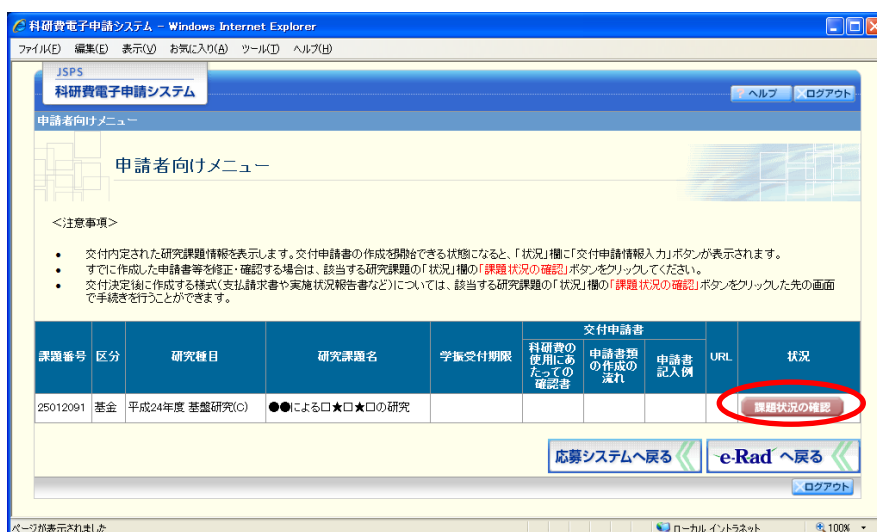 科研費電子申請システム - Windows Internet Explorer
ファイル(F) 編集(E) 表示(V) お気に入り(A) ツール(T) ヘルプ(H)
JSPS
科研費電子申請システム
? ヘルプ ログアウト
申請者向けメニュー
申請者向けメニュー
<注意事項>
• 交付内定された研究課題情報を表示します。交付申請書の作成を開始できる状態になると、「状況」欄に「交付申請情報入力」ボタンが表示されます。
• すでに作成した申請書等を修正・確認する場合は、該当する研究課題の「状況」欄の「課題状況の確認」ボタンをクリックしてください。
• 交付決定後に作成する様式(支払請求書や実施状況報告書など)については、該当する研究課題の「状況」欄の「課題状況の確認」ボタンをクリックした先の画面
で手続きを行うことができます。
交付申請書
課題番号 区分 研究種目 研究課題名 学振受付期限 科研費の使用にあたっての確認書 申請書類の作成の流れ 申請書記入例 URL 状況
25012091 基金 平成24年度 基盤研究(C) ●●による□★□★□の研究 課題状況の確認
応募システムへ戻る e-Rad へ戻る
ログアウト
ページが表示されました ローカル イントラネット 100%